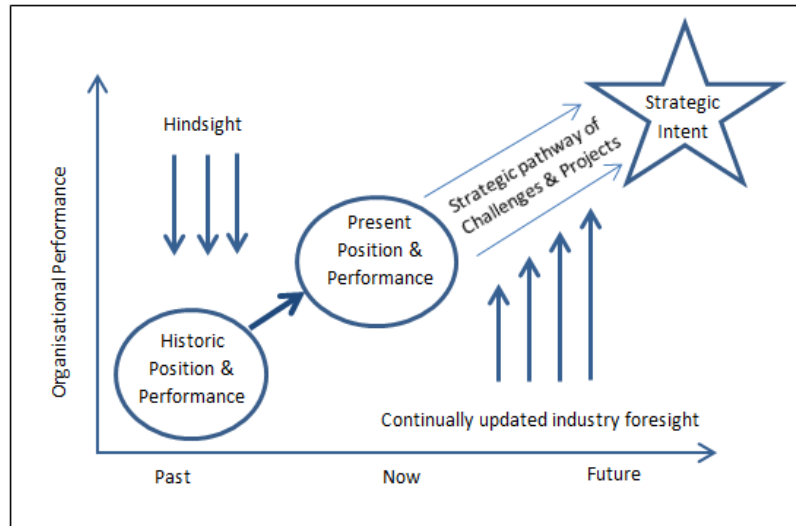 Organisational Performance
Hindsight
Historic
Position &
Performance
Present
Position &
Performance
Strategic pathway of
Challenges & Projects
Strategic
Intent
Continually updated industry foresight
Past
Now
Future